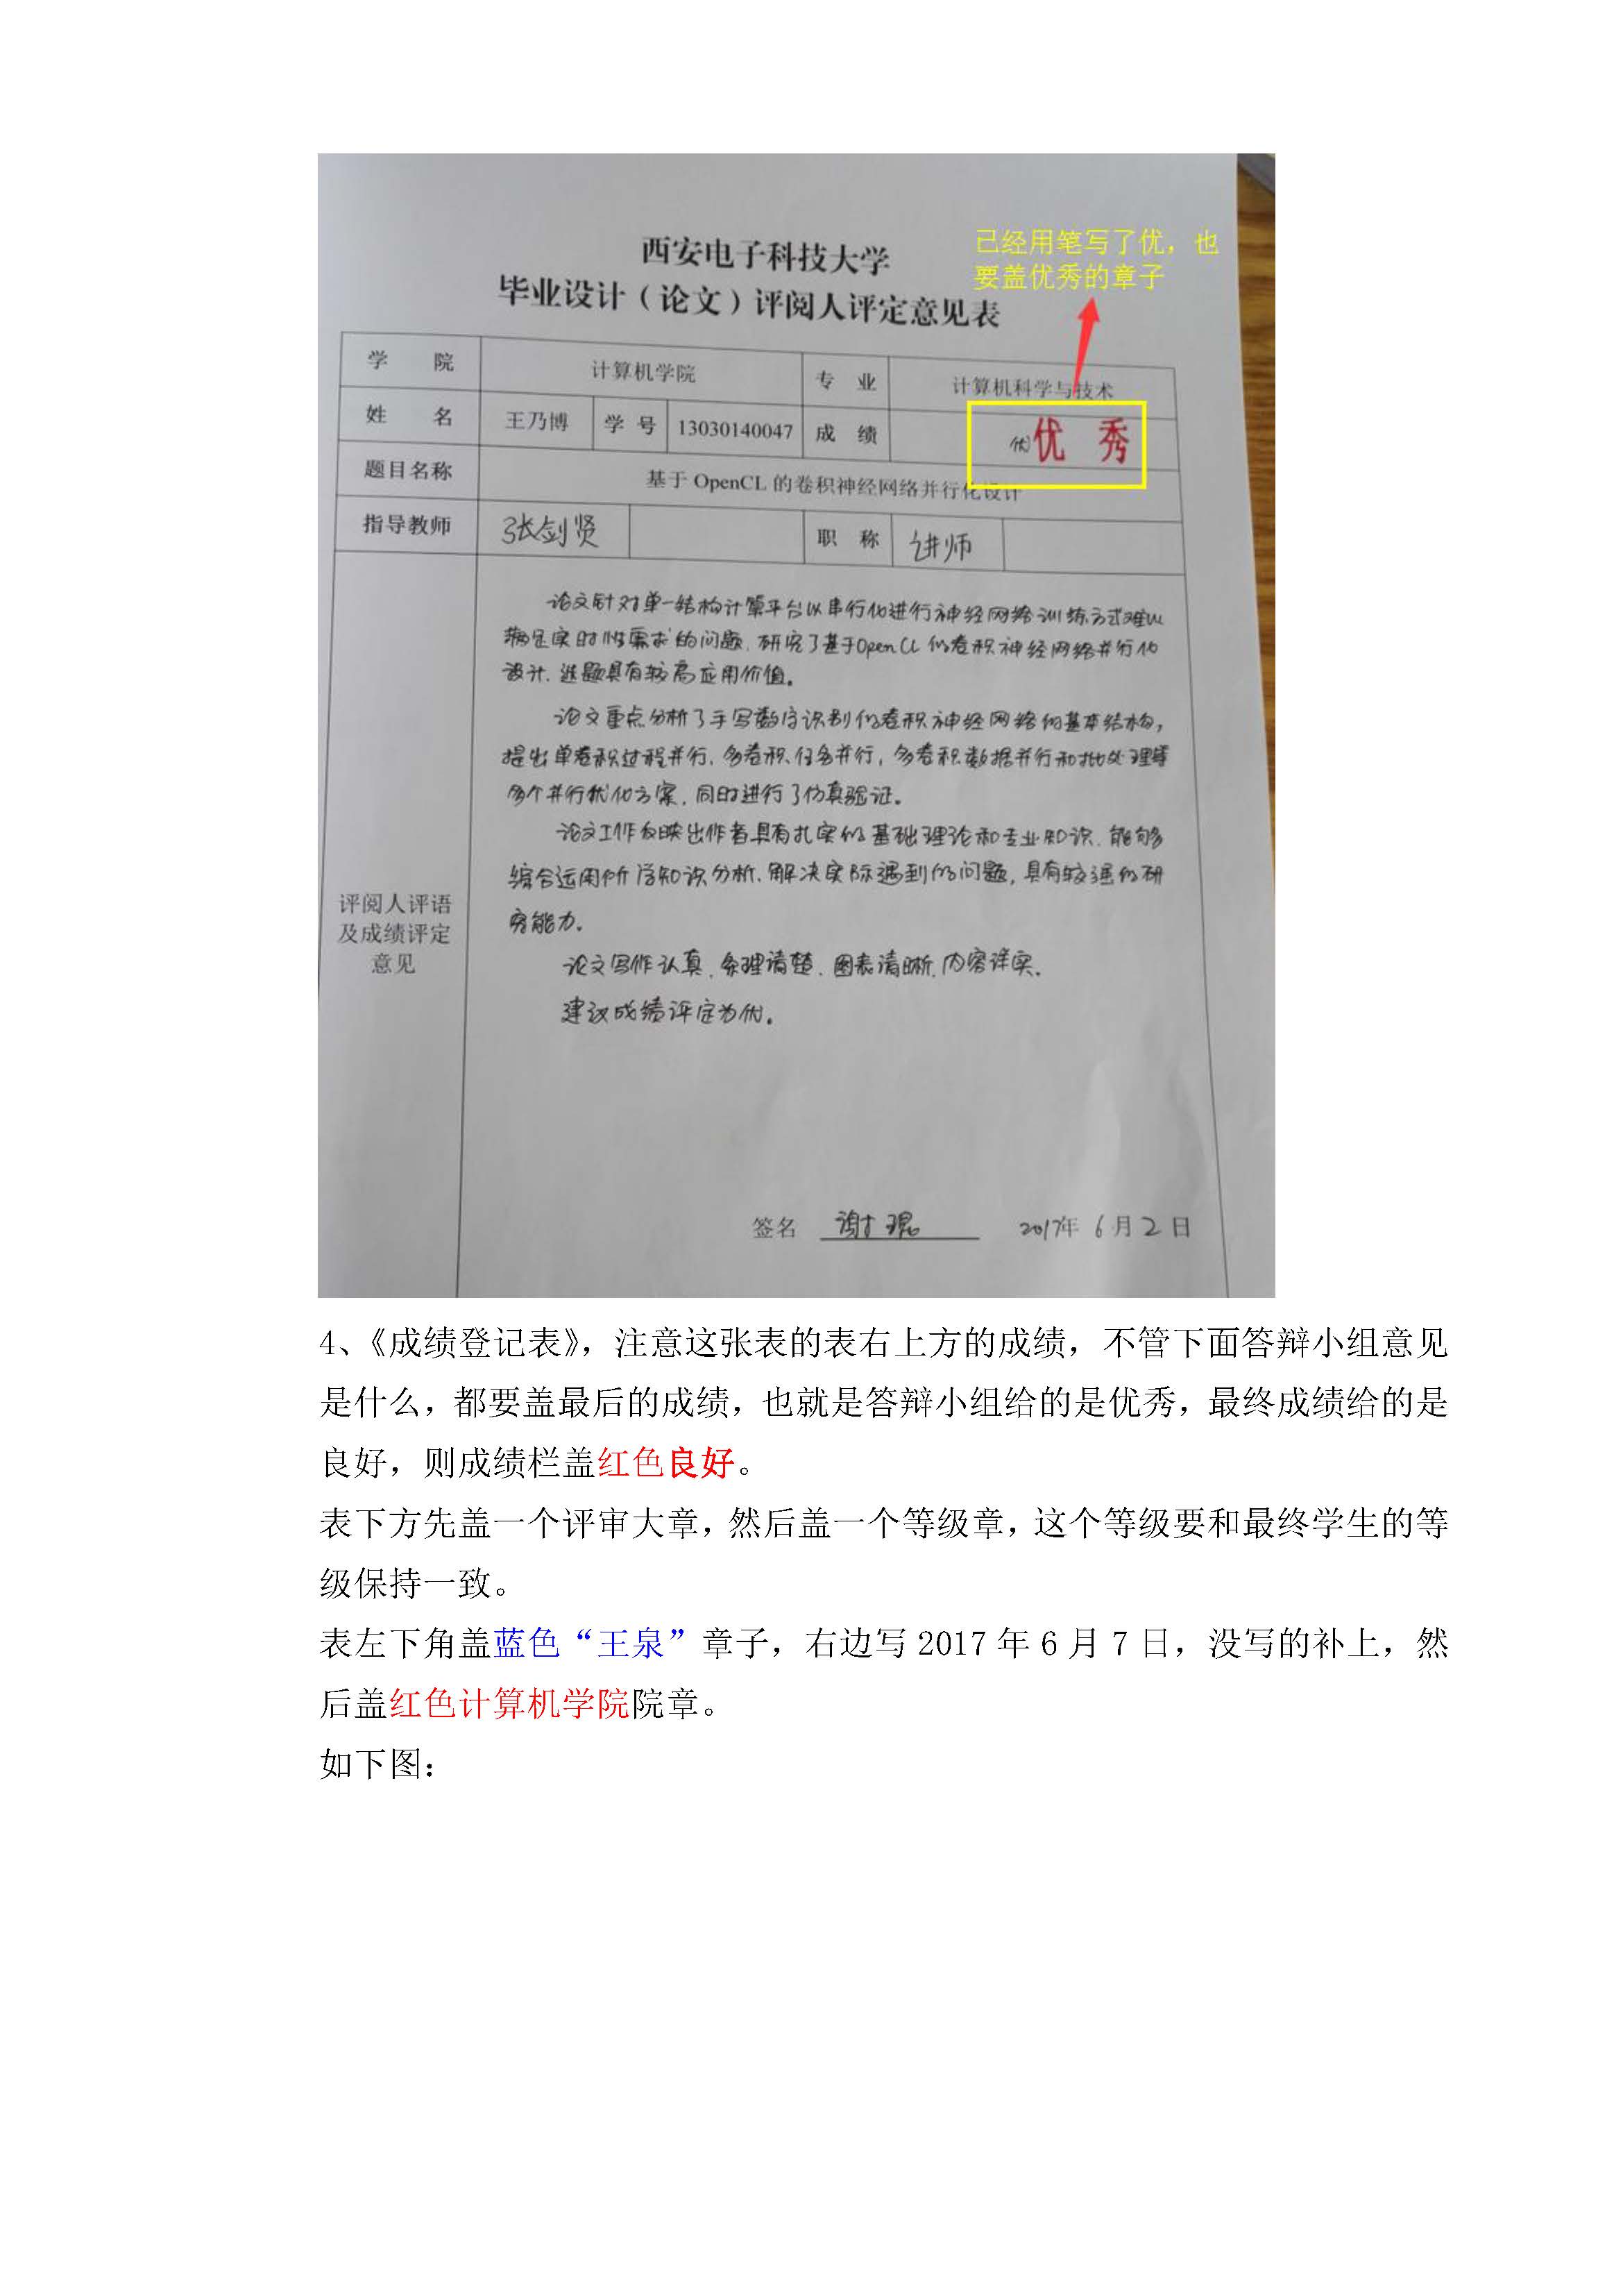 西安电子科技大学
毕业设计（论文）评阅人评定意见表
己经用笔写了优，也
要盖优秀的章子
学 院 计算机学院 专 业 计算机科学与技术
姓 名 王乃博 学 号 13030140047 成 绩 优 优 秀
题目名称 基于 OpenCL 的卷积神经网络并行化设计
指导教师 张剑贤 职 称 讲师
论文针对单一结构计算平台以串行化进行神经网络训练方式难以
满足实时性需求的问题，研究了基于OpenCL的卷积神经网络并行化
设计，选题具有较高应用价值。
论文重点分析了手写数字识别的卷积神经网络的基本结构，
提出单卷积过程并行、多卷积任务并行，多卷积数据并行和批处理等
多个并行优化方案，同时进行了仿真验证。
论文工作反映出作者具有扎实的基础理论和专业知识，能够
综合运用所学知识分析、解决实际遇到的问题，具有较强的研
究能力。
论文写作认真，条理清楚，图表清晰，内容详实。
建议成绩评定为优。
评阅人评语
及成绩评定
意见
签名 谢琨 2017年 6月2日
4、《成绩登记表》，注意这张表的表右上方的成绩，不管下面答辩小组意见
是什么，都要盖最后的成绩，也就是答辩小组给的是优秀，最终成绩给的是
良好，则成绩栏盖红色良好。
表下方先盖一个评审大章，然后盖一个等级章，这个等级要和最终学生的等
级保持一致。
表左下角盖蓝色“王泉”章子，右边写 2017 年 6 月 7 日，没写的补上，然
后盖红色计算机学院院章。
如下图：